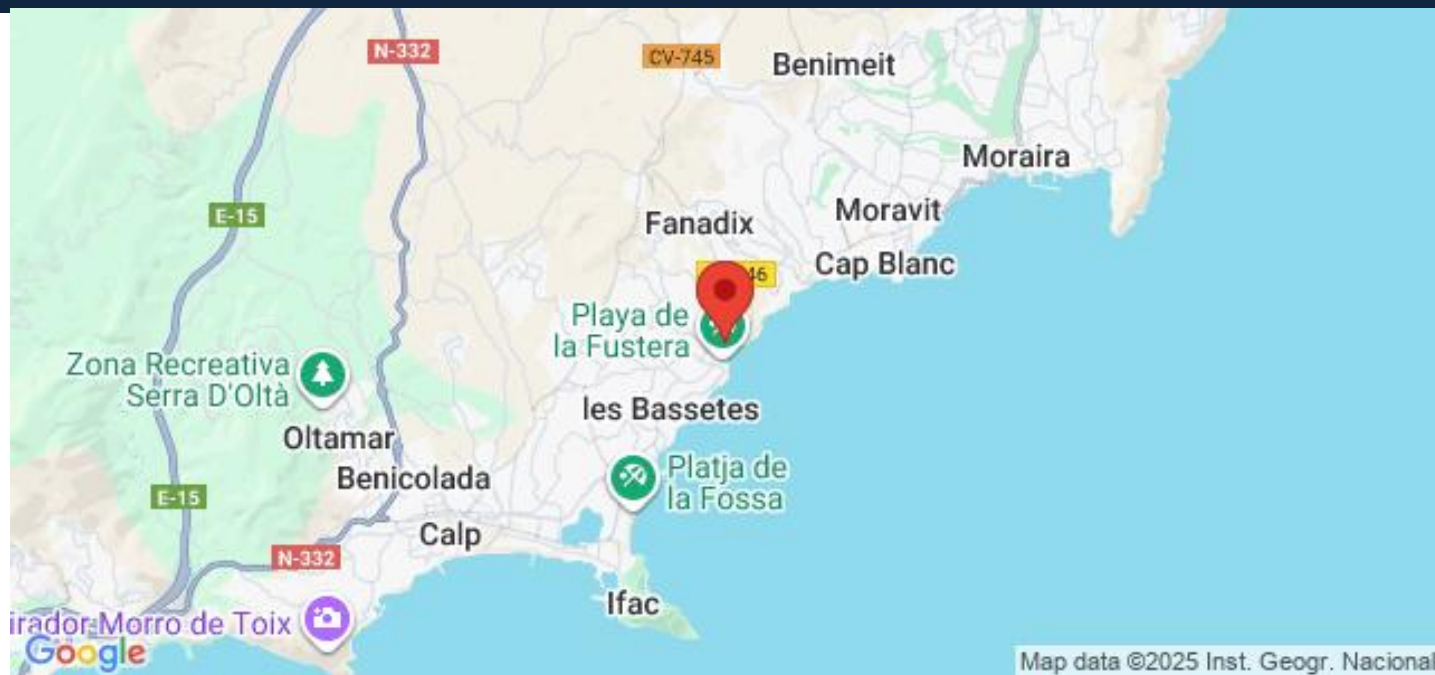 N-332
CV-745
Benimeit
Moraira
E-15
Moravit
Fanadix
Cap Blanc
46
Playa de
la Fustera
Zona Recreativa
Serra D'Oltà
les Bassetes
Oltamar
Platja de
la Fossa
Benicolada
E-15
Calp
N-332
Ifac
irador Morro de Toix
Google
Map data ©2025 Inst. Geogr. Nacional